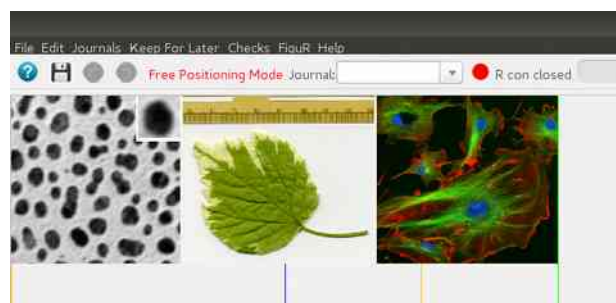 File Edit Journals Keep For Later Checks FiguR Help
Free Positioning Mode Journal: R con closed